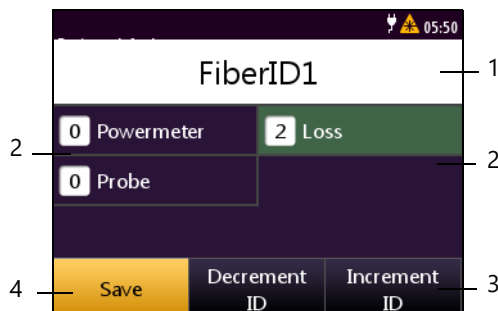 05:50
FiberID1
1
0 Powermeter
2 Loss
2
2
0 Probe
Save
Decrement
ID
Increment
ID
4
3